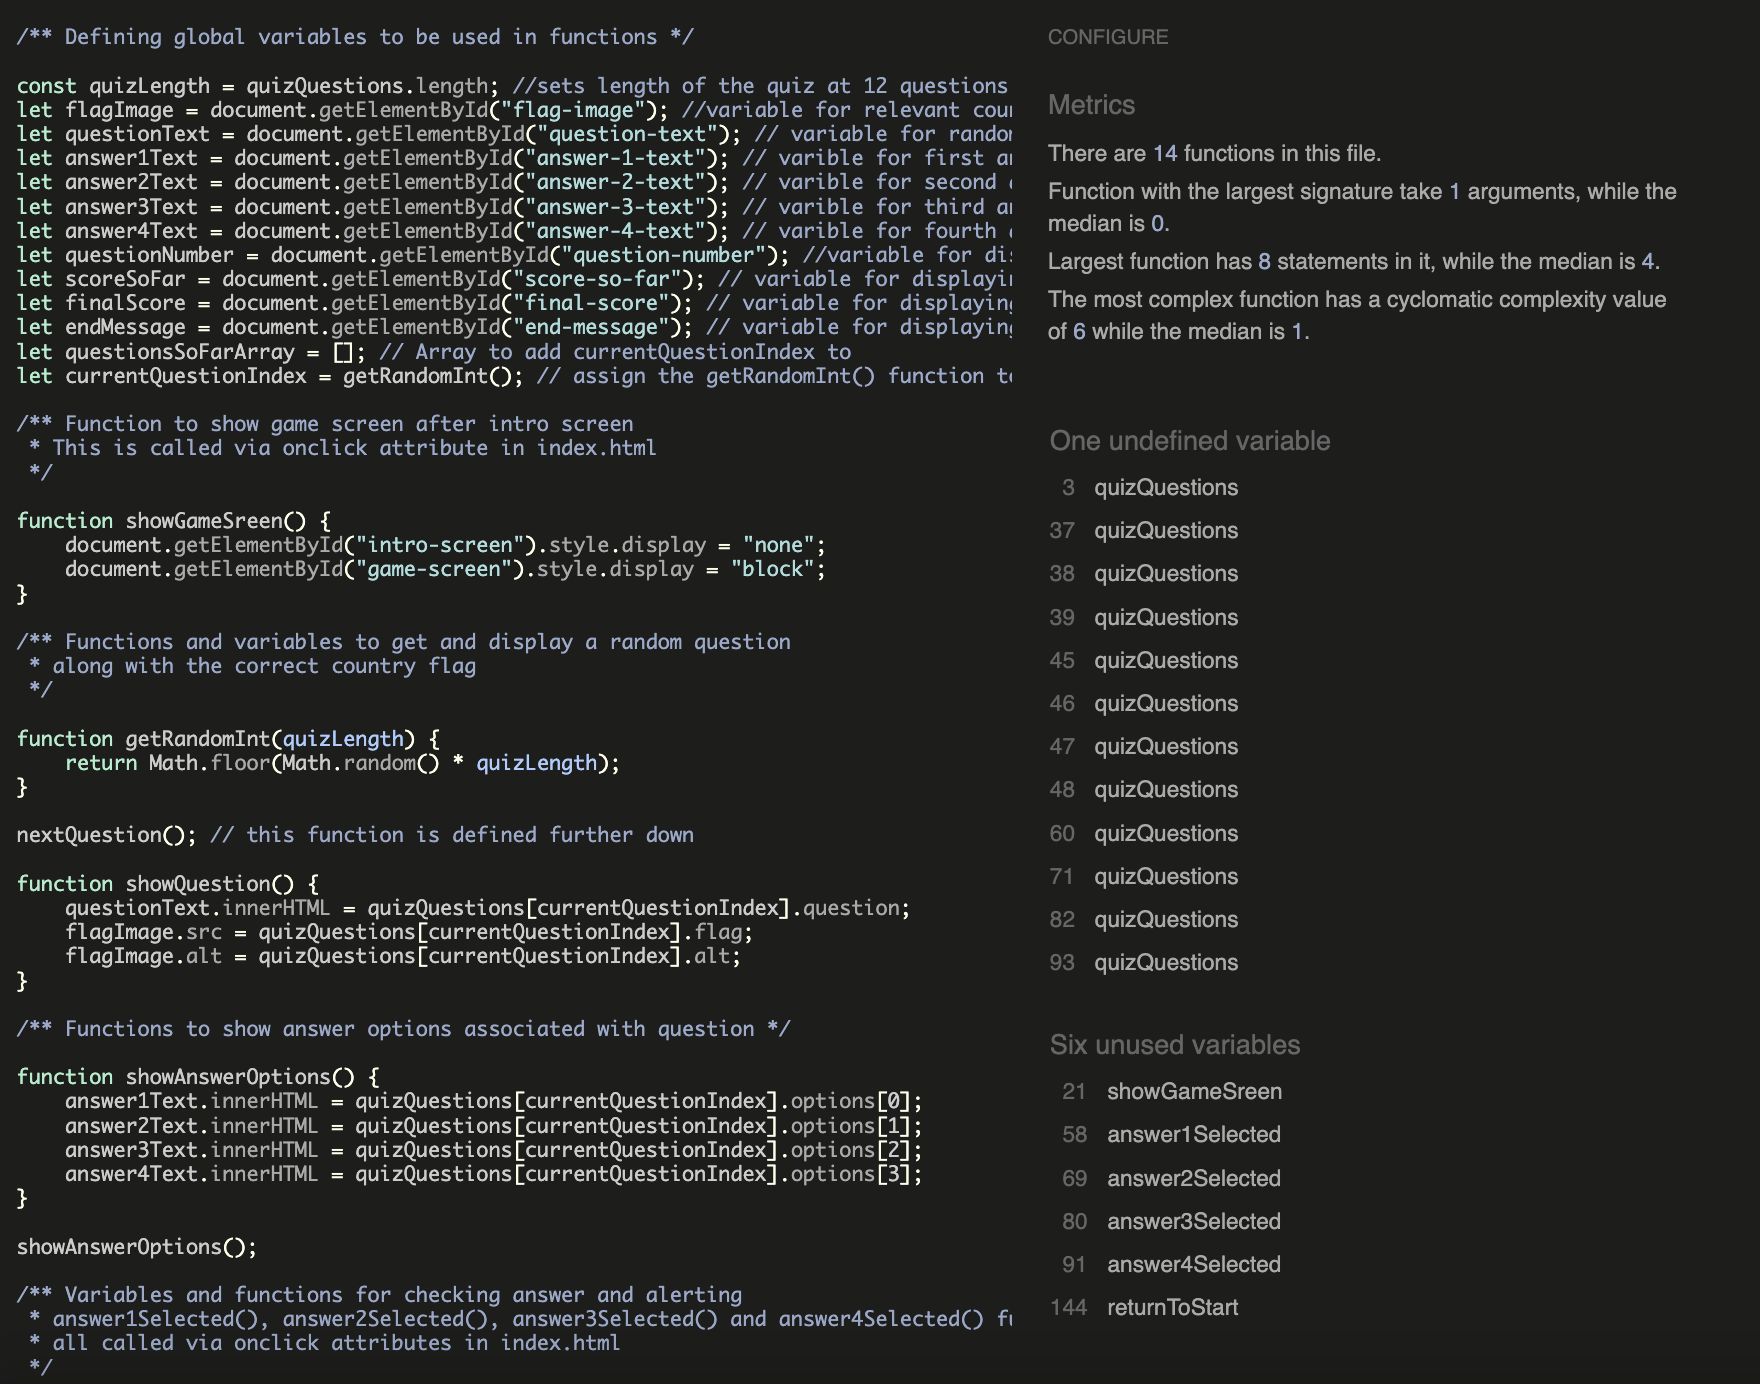 /** Defining global variables to be used in functions */
const quizLength = quizQuestions.length; //sets length of the quiz at 12 questions
let flagImage = document.getElementById("flag-image"); //variable for relevant
let questionText = document.getElementById("question-text"); // variable for
let answer1Text = document.getElementById("answer-1-text"); // varible for first
let answer2Text = document.getElementById("answer-2-text"); // varible for second
let answer3Text = document.getElementById("answer-3-text"); // varible for third
let answer4Text = document.getElementById("answer-4-text"); // varible for fourth
let questionNumber = document.getElementById("question-number"); //variable for
let scoreSoFar = document.getElementById("score-so-far"); // variable for
let finalScore = document.getElementById("final-score"); // variable for displaying
let endMessage = document.getElementById("end-message"); // variable for displaying
let questionsSoFarArray = []; // Array to add currentQuestionIndex to
let currentQuestionIndex = getRandomInt(); // assign the getRandomInt() function
/** Function to show game screen after intro screen
* This is called via onclick attribute in index.html
*/
function showGameSreen() {
document.getElementById("intro-screen").style.display = "none";
document.getElementById("game-screen").style.display = "block";
}
/** Functions and variables to get and display a random question
* along with the correct country flag
*/
function getRandomInt(quizLength) {
return Math.floor(Math.random() * quizLength);
}
nextQuestion(); // this function is defined further down
function showQuestion() {
questionText.innerHTML = quizQuestions[currentQuestionIndex].question;
flagImage.src = quizQuestions[currentQuestionIndex].flag;
flagImage.alt = quizQuestions[currentQuestionIndex].alt;
}
/** Functions to show answer options associated with question */
function showAnswerOptions() {
answer1Text.innerHTML = quizQuestions[currentQuestionIndex].options[0];
answer2Text.innerHTML = quizQuestions[currentQuestionIndex].options[1];
answer3Text.innerHTML = quizQuestions[currentQuestionIndex].options[2];
answer4Text.innerHTML = quizQuestions[currentQuestionIndex].options[3];
}
showAnswerOptions();
/** Variables and functions for checking answer and alerting
* answer1Selected(), answer2Selected(), answer3Selected() and answer4Selected()
* all called via onclick attributes in index.html
*/
CONFIGURE
Metrics
There are 14 functions in this file.
Function with the largest signature take 1 arguments, while the
median is 0.
Largest function has 8 statements in it, while the median is 4.
The most complex function has a cyclomatic complexity value
of 6 while the median is 1.
One undefined variable
3 quizQuestions
37 quizQuestions
38 quizQuestions
39 quizQuestions
45 quizQuestions
46 quizQuestions
47 quizQuestions
48 quizQuestions
60 quizQuestions
71 quizQuestions
82 quizQuestions
93 quizQuestions
Six unused variables
21 showGameSreen
58 answer1Selected
69 answer2Selected
80 answer3Selected
91 answer4Selected
144 returnToStart